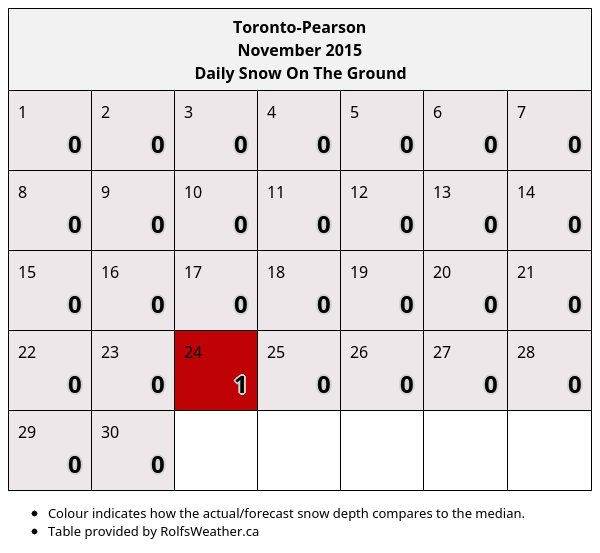 Toronto-Pearson
November 2015
Daily Snow On The Ground
1 2 3 4 5 6 7
0 0 0 0 0 0 0
8 9 10 11 12 13 14
0 0 0 0 0 0 0
15 16 17 18 19 20 21
0 0 0 0 0 0 0
22 23 24 25 26 27 28
0 0 1 0 0 0 0
29 30
0 0
• Colour indicates how the actual/forecast snow depth compares to the median.
• Table provided by RolfsWeather.ca